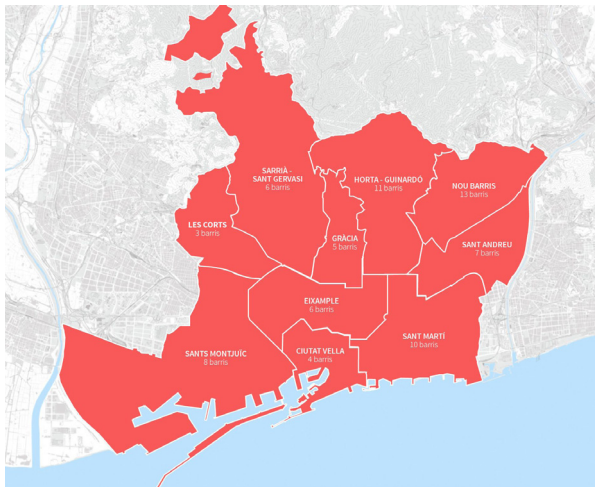 SARRIÀ -
SANT GERVASI
6 barris
HORTA - GUINARDÓ
11 barris
NOU BARRIS
13 barris
LES CORTS
3 barris
GRÀCIA
5 barris
SANT ANDREU
7 barris
EIXAMPLE
6 barris
SANT MARTÍ
10 barris
SANTS MONTJUÏC
8 barris
CIUTAT VELLA
4 barris